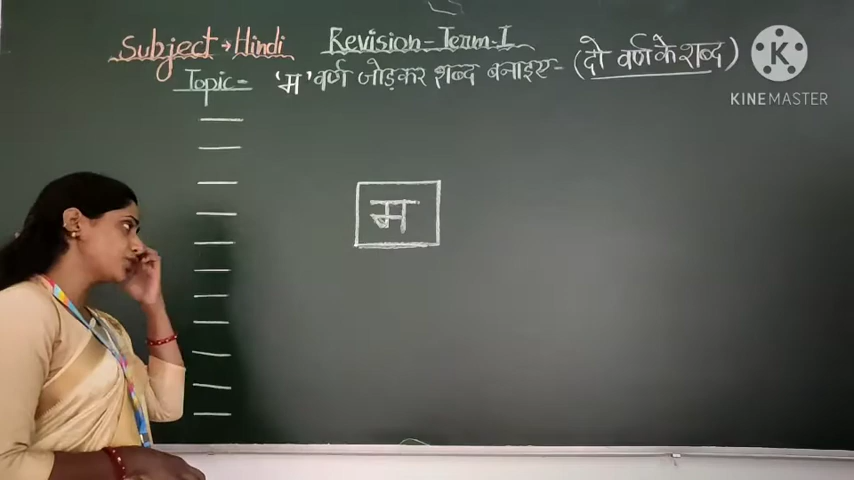 Subject→Hindi Revision-Term-I
Topic- 'म' वर्ण जोड़कर शब्द बनाइए- (दो वर्ण के शब्द)
K
KINEMASTER
म